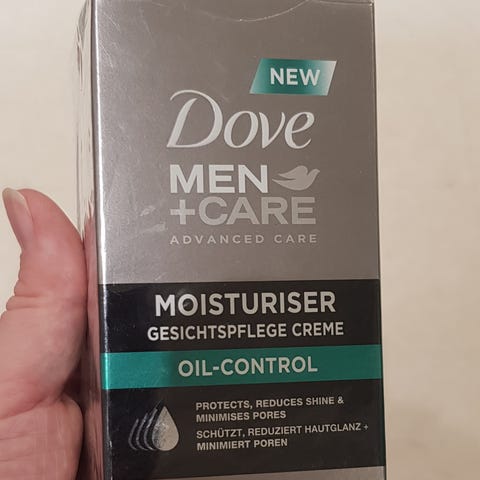 NEW
Dove
MEN
+CARE
ADVANCED CARE
MOISTURISER
GESICHTSPFLEGE CREME
OIL-CONTROL
PROTECTS, REDUCES SHINE &
MINIMISES PORES
SCHÜTZT, REDUZIERT HAUTGLANZ +
MINIMIERT POREN